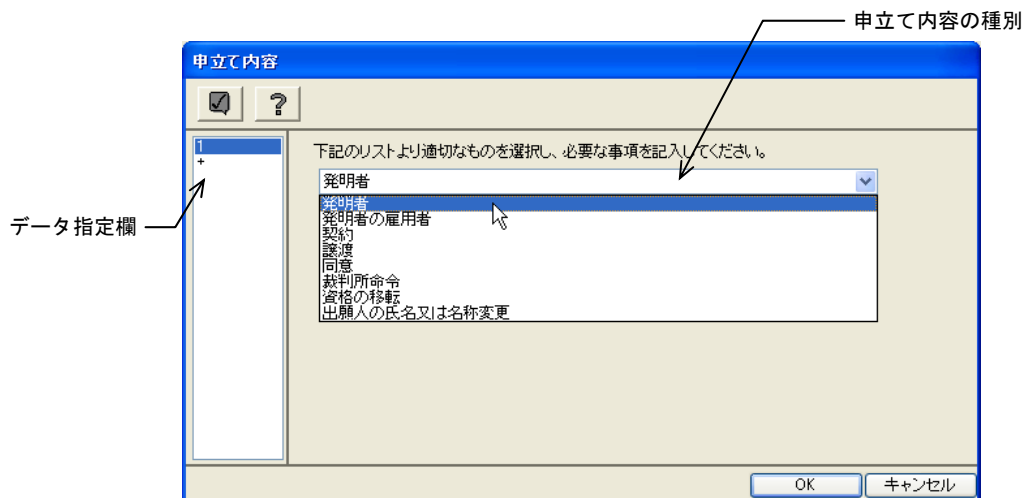 申立て内容の種別
申立て内容
?
1
+
下記のリストより適切なものを選択し、必要な事項を記入してください。
発明者
発明者
発明者の雇用者
契約
譲渡
同意
裁判所命令
資格の移転
出願人の氏名又は名称変更
データ指定欄
OK
キャンセル